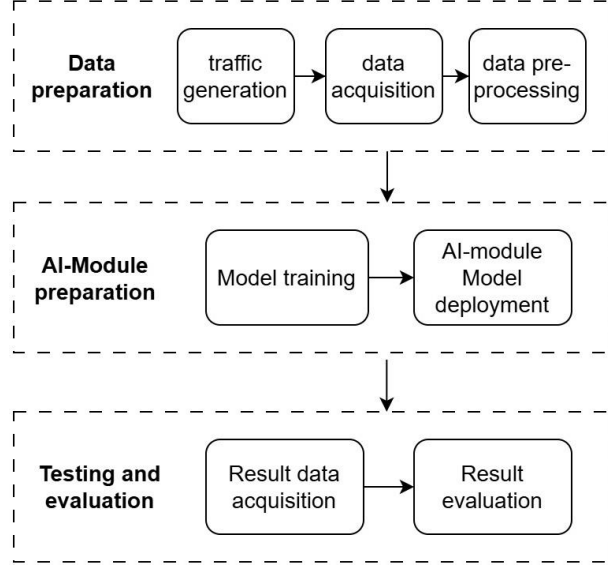 Data
preparation
traffic
generation
data
acquisition
data pre-
processing
AI-Module
preparation
Model training
AI-module
Model
deployment
Testing and
evaluation
Result data
acquisition
Result
evaluation